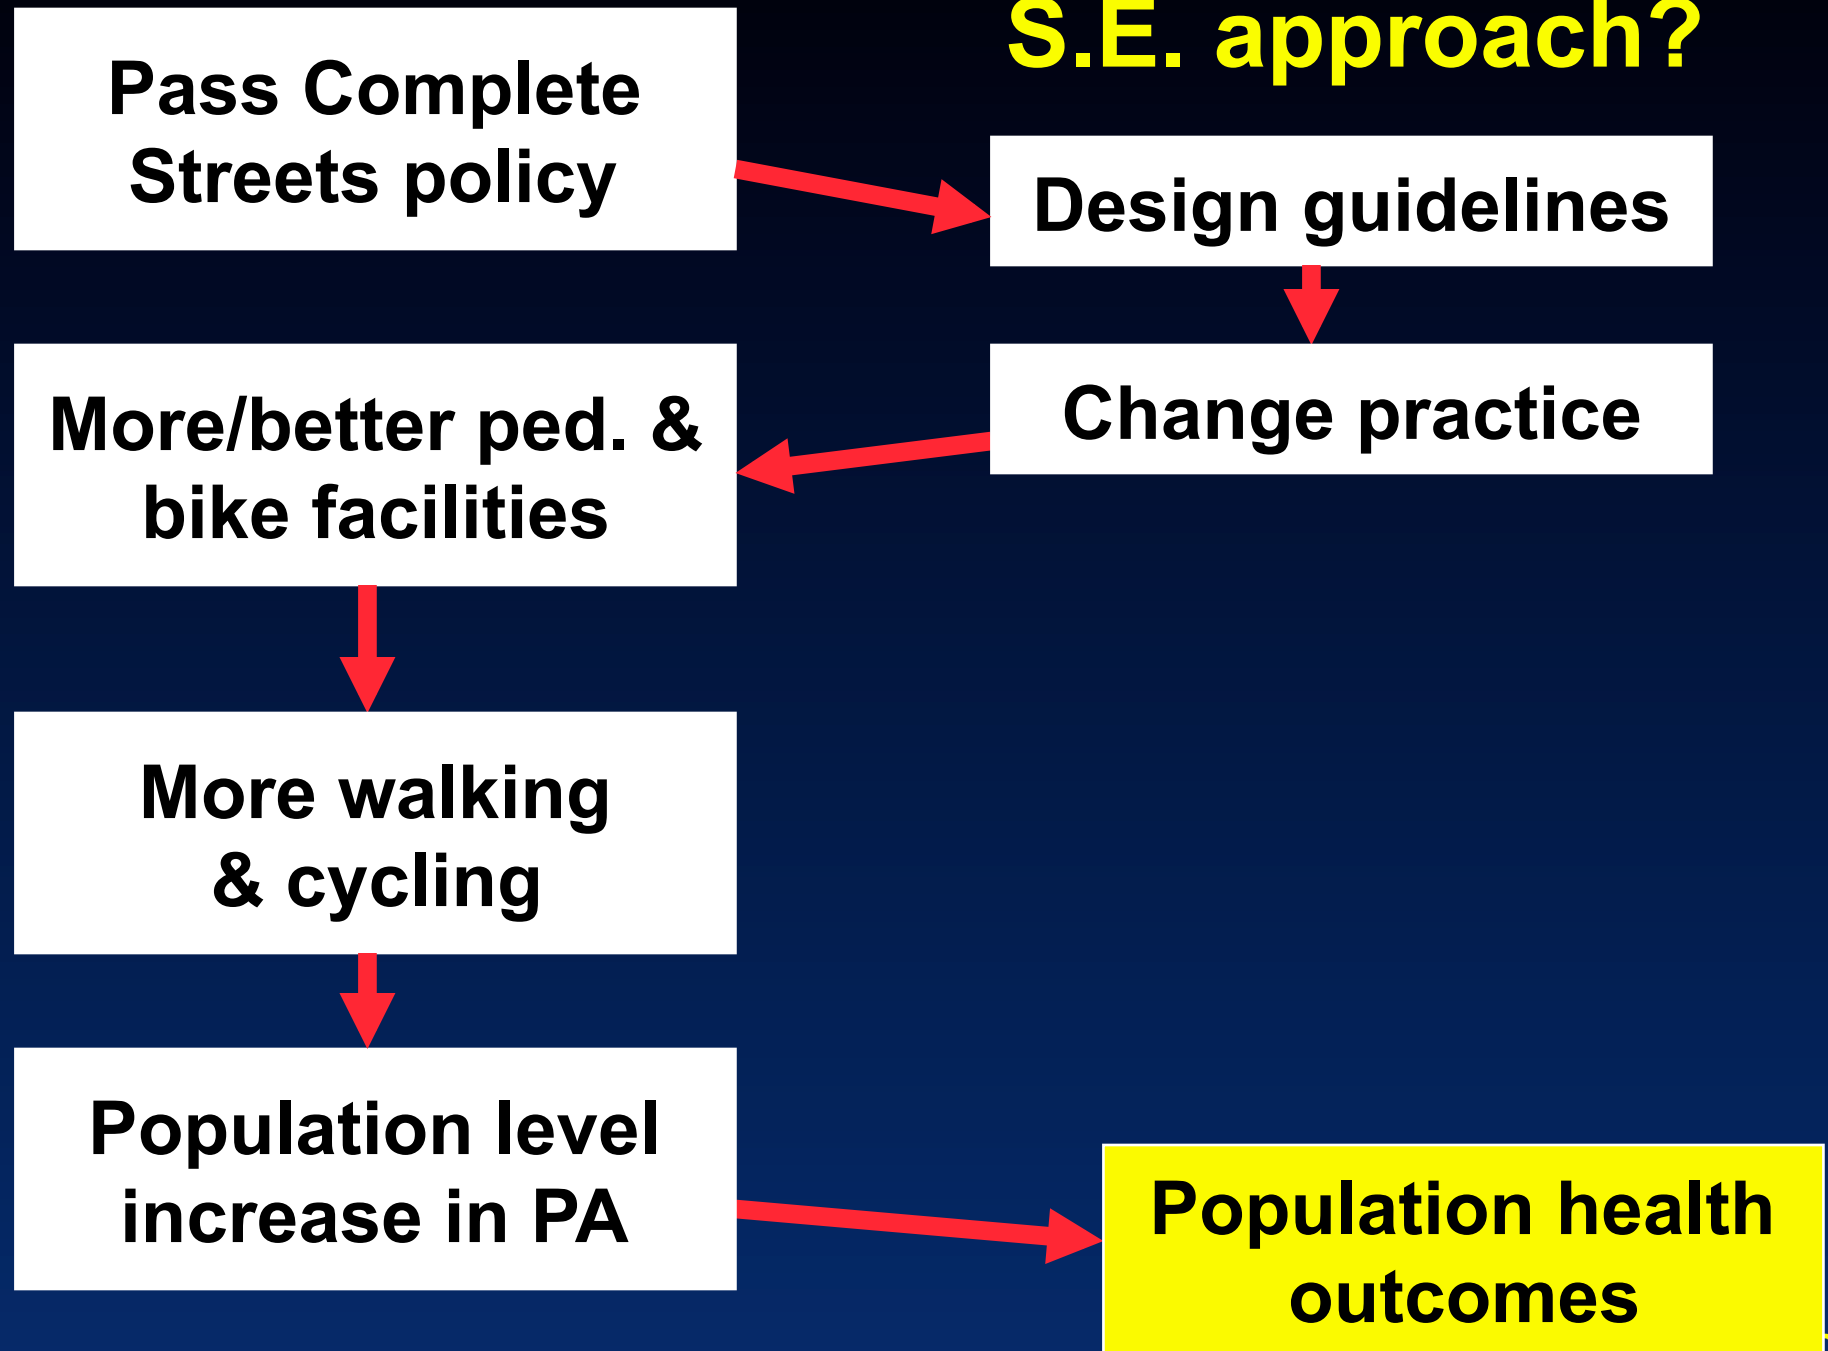 S.E. approach?
Pass Complete
Streets policy
Design guidelines
Change practice
More/better ped. &
bike facilities
More walking
& cycling
Population level
increase in PA
Population health
outcomes